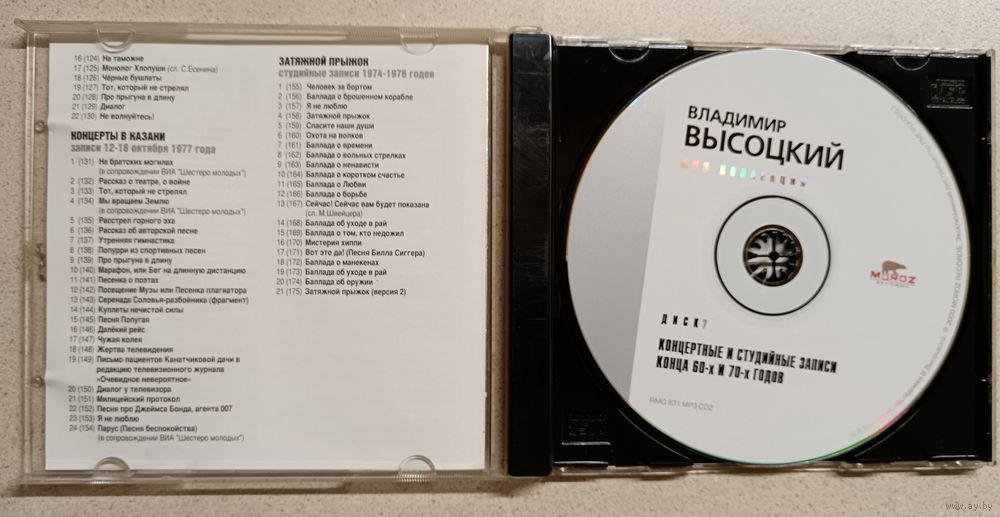 16 (124) На таможне
17 (125) Монолог Хлопуши (сл. С.Есенина)
18 (126) Чёрные бушлаты
19 (127) Тот, который не стрелял
20 (128) Про прыгуна в длину
21 (129) Диалог
22 (130) Не волнуйтесь!
КОНЦЕРТЫ В КАЗАНИ
записи 12-18 октября 1977 года
1 (131) На братских могилах
(в сопровождении ВИА "Шестеро молодых")
2 (132) Рассказ о театре, о войне
3 (133) Тот, который не стрелял
4 (134) Мы вращаем Землю
(в сопровождении ВИА "Шестеро молодых")
5 (135) Расстрел горного эха
6 (136) Рассказ об авторской песне
7 (137) Утренняя гимнастика
8 (138) Попурри из спортивных песен
9 (139) Про прыгуна в длину
10 (140) Марафон, или Бег на длинную дистанцию
11 (141) Песенка о поэтах
12 (142) Посещение Музы или Песенка плагиатора
13 (143) Серенада Соловья-разбойника (фрагмент)
14 (144) Куплеты нечистой силы
15 (145) Песня Попугая
16 (146) Далёкий рейс
17 (147) Чужая колея
18 (148) Жертва телевидения
19 (149) Письмо пациентов Канатчиковой дачи в
редакцию телевизионного журнала
«Очевидное невероятное»
20 (150) Диалог у телевизора
21 (151) Милицейский протокол
22 (152) Песня про Джеймса Бонда, агента 007
23 (153) Я не люблю
24 (154) Парус (Песня беспокойства)
(в сопровождении ВИА "Шестеро молодых")
ЗАТЯЖНОЙ ПРЫЖОК
студийные записи 1974-1976 годов
1 (155) Человек за бортом
2 (156) Баллада о брошенном корабле
3 (157) Я не люблю
4 (158) Затяжной прыжок
5 (159) Спасите наши души
6 (160) Охота на волков
7 (161) Баллада о времени
8 (162) Баллада о вольных стрелках
9 (163) Баллада о ненависти
10 (164) Баллада о коротком счастье
11 (165) Баллада о Любви
12 (166) Баллада о борьбе
13 (167) Сейчас! Сейчас вам будет показана
(сл. М.Швейцера)
14 (168) Баллада об уходе в рай
15 (169) Баллада о том, кто недожил
16 (170) Мистерия хиппи
17 (171) Вот это да! (Песня Билла Сиггера)
18 (172) Баллада о манекенах
19 (173) Баллада об уходе в рай
20 (174) Баллада об оружии
21 (175) Затяжной прыжок (версия 2)
ВЛАДИМИР
ВЫСОЦКИЙ
MP3 КОЛЛЕКЦИЯ
MOROZ
RECORDS
ДИСК 7
КОНЦЕРТНЫЕ И СТУДИЙНЫЕ ЗАПИСИ
КОНЦА 60-х И 70-х ГОДОВ
RMG 831 MP3 CD2
℗ 2000 MOROZ RECORDS.
www.ay.by